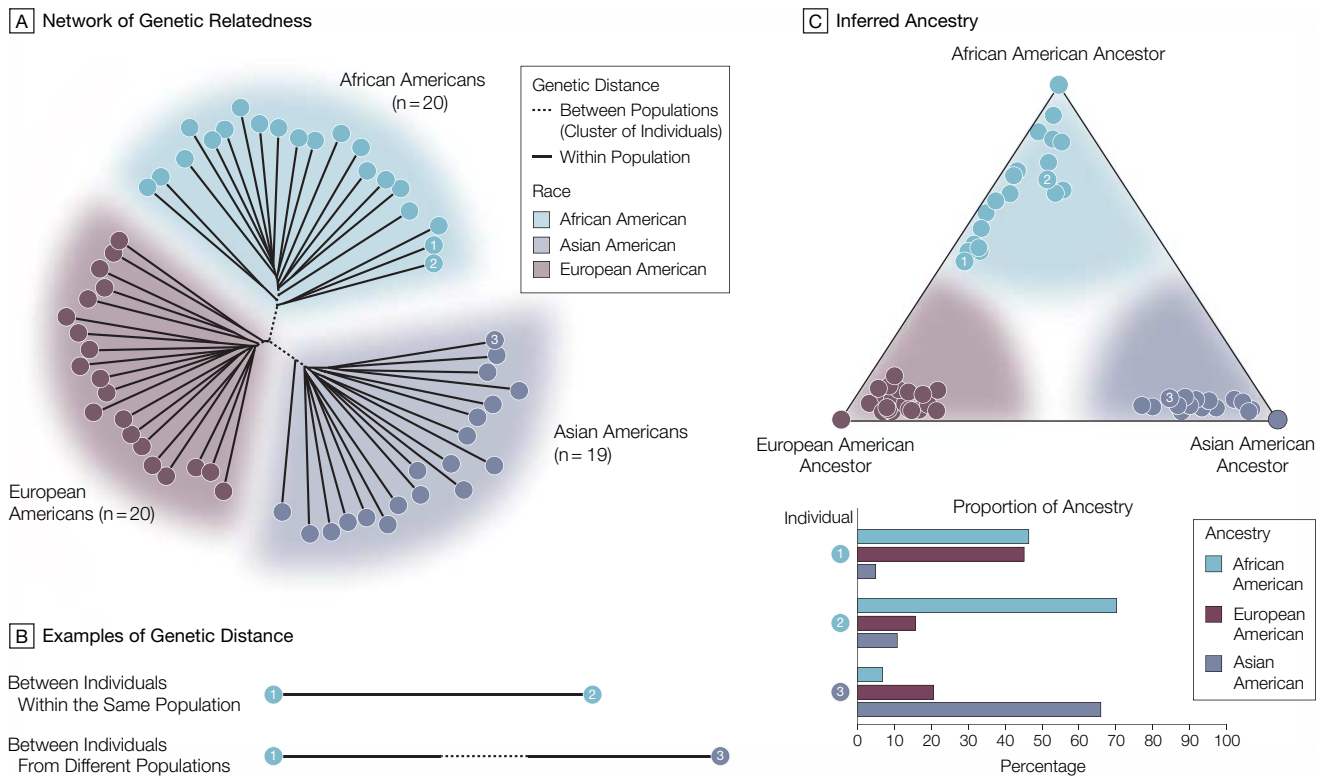 A Network of Genetic Relatedness
African Americans
(n=20)
Genetic Distance
Between Populations
(Cluster of Individuals)
Within Population
Race
African American
Asian American
European American
1
2
3
Asian Americans
(n=19)
European
Americans (n=20)
B Examples of Genetic Distance
Between Individuals
Within the Same Population
1 2
Between Individuals
From Different Populations
1 3
C Inferred Ancestry
African American Ancestor
2
1
3
European American
Ancestor
Asian American
Ancestor
Individual
Proportion of Ancestry
1
2
3
0 10 20 30 40 50 60 70 80 90 100
Percentage
Ancestry
African
American
European
American
Asian
American